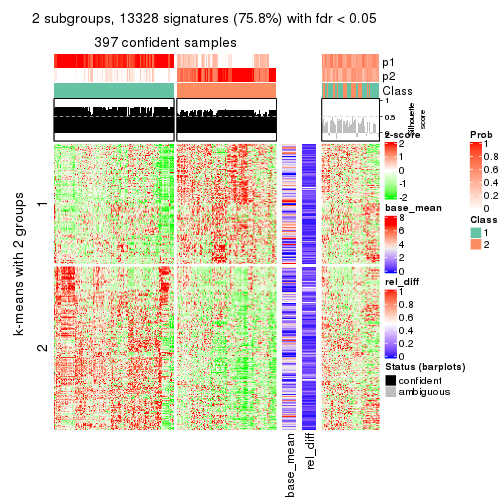 2 subgroups, 13328 signatures (75.8%) with fdr < 0.05
397 confident samples
p1
p2
Class
1
0.5
0
Silhouette
score
k-means with 2 groups
1
2
base_mean
rel_diff
z-score
2
1
0
-1
-2
base_mean
8
6
4
2
0
rel_diff
1
0.8
0.6
0.4
0.2
0
Status (barplots)
confident
ambiguous
Prob
1
0.8
0.6
0.4
0.2
0
Class
1
2